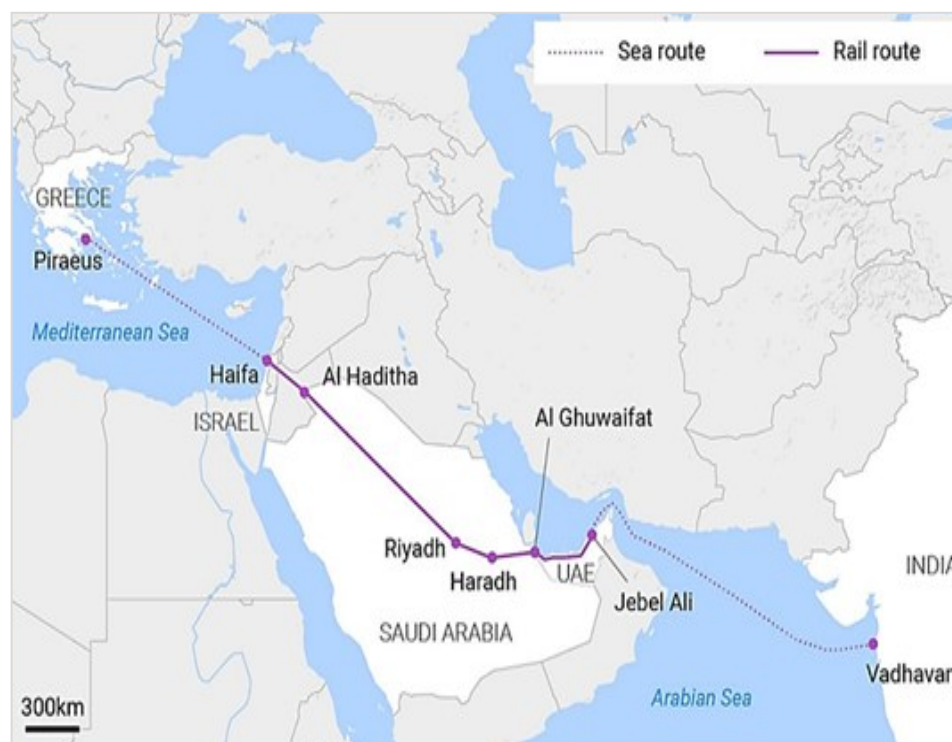 Sea route
Rail route
GREECE
Piraeus
Mediterranean Sea
Haifa
Al Haditha
ISRAEL
Al Ghuwaifat
Riyadh
Haradh
UAE
Jebel Ali
INDIA
SAUDI ARABIA
Vadhavan
Arabian Sea
300km